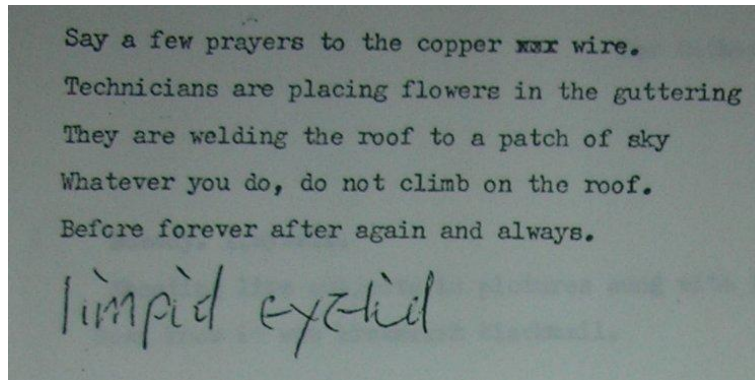 Say a few prayers to the copper xxx wire.
Technicians are placing flowers in the guttering
They are welding the roof to a patch of sky
Whatever you do, do not climb on the roof.
Before forever after again and always.
limpid eyelid